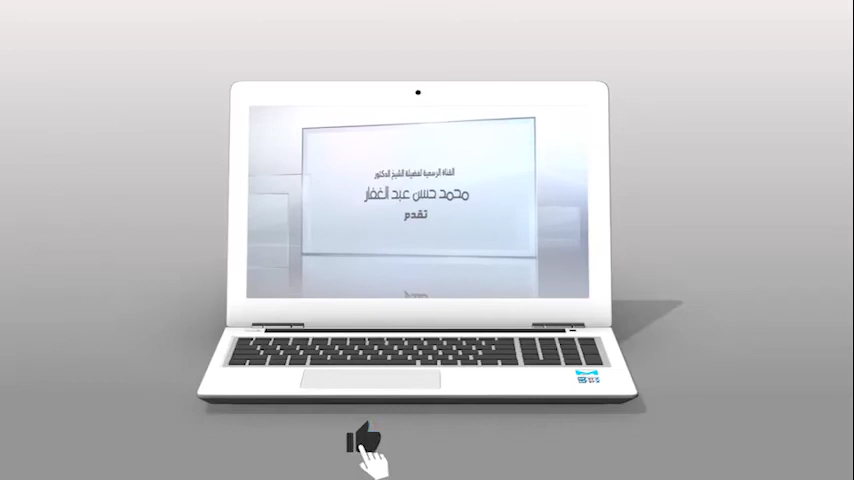 القناة الرسمية لفضيلة الشيخ الدكتور
محمد حسن عبد الغفار
تقدم